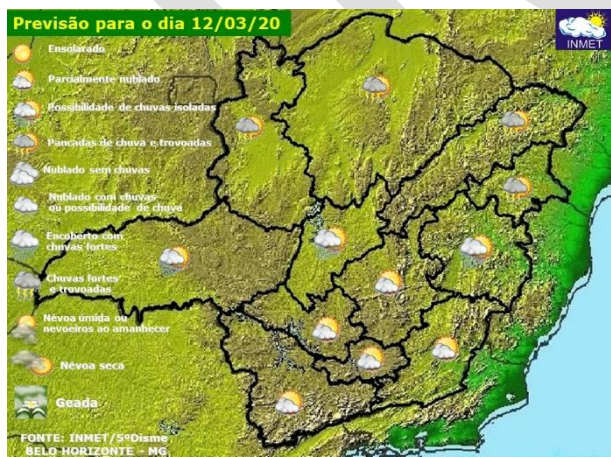 Previsão para o dia 12/03/20
INMET
Ensolarado
Parcialmente nublado
Possibilidade de chuvas isoladas
Pancadas de chuva e trovoadas
Nublado sem chuvas
Nublado com chuvas
ou possibilidade de chuva
Encoberto com
chuvas fortes
Chuvas fortes
e trovoadas
Névoa úmida ou
nevoeiros ao amanhecer
Névoa seca
Geada
FONTE: INMET/5ºDisme
BELO HORIZONTE - MG